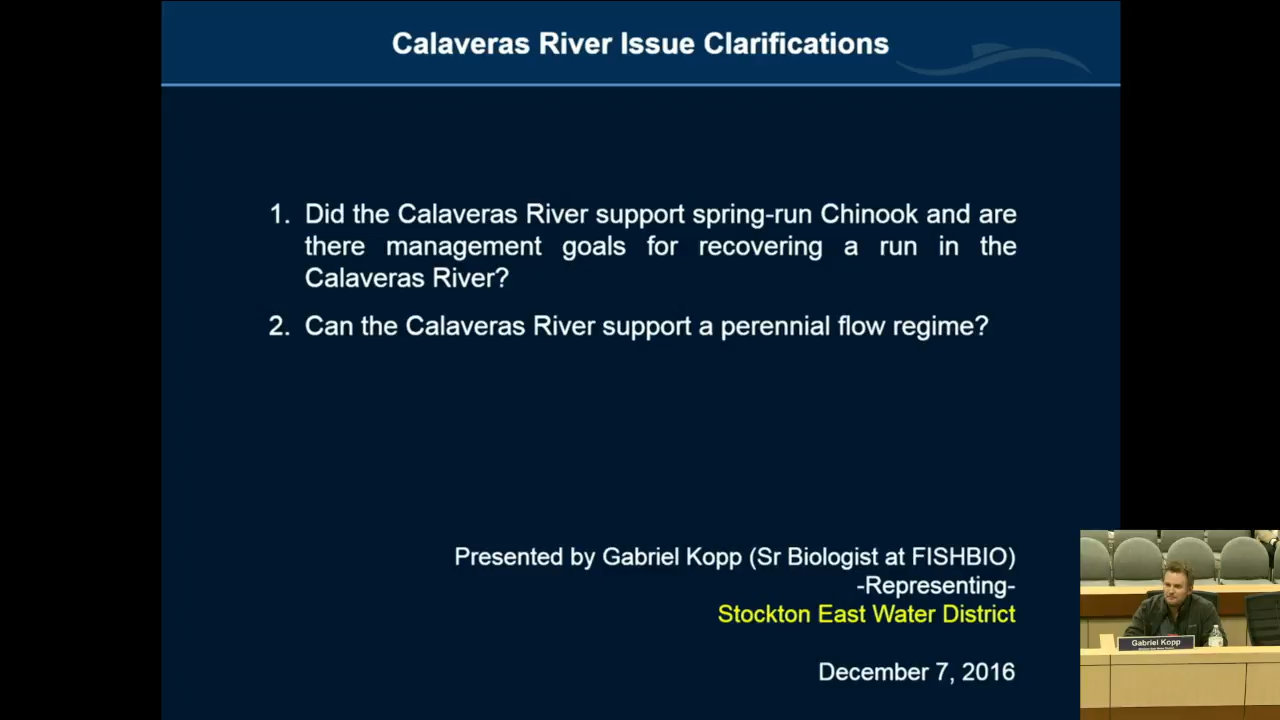 Calaveras River Issue Clarifications
1. Did the Calaveras River support spring-run Chinook and are
there management goals for recovering a run in the
Calaveras River?
2. Can the Calaveras River support a perennial flow regime?
Presented by Gabriel Kopp (Sr Biologist at FISHBIO)
-Representing-
Stockton East Water District
December 7, 2016
Gabriel Kopp